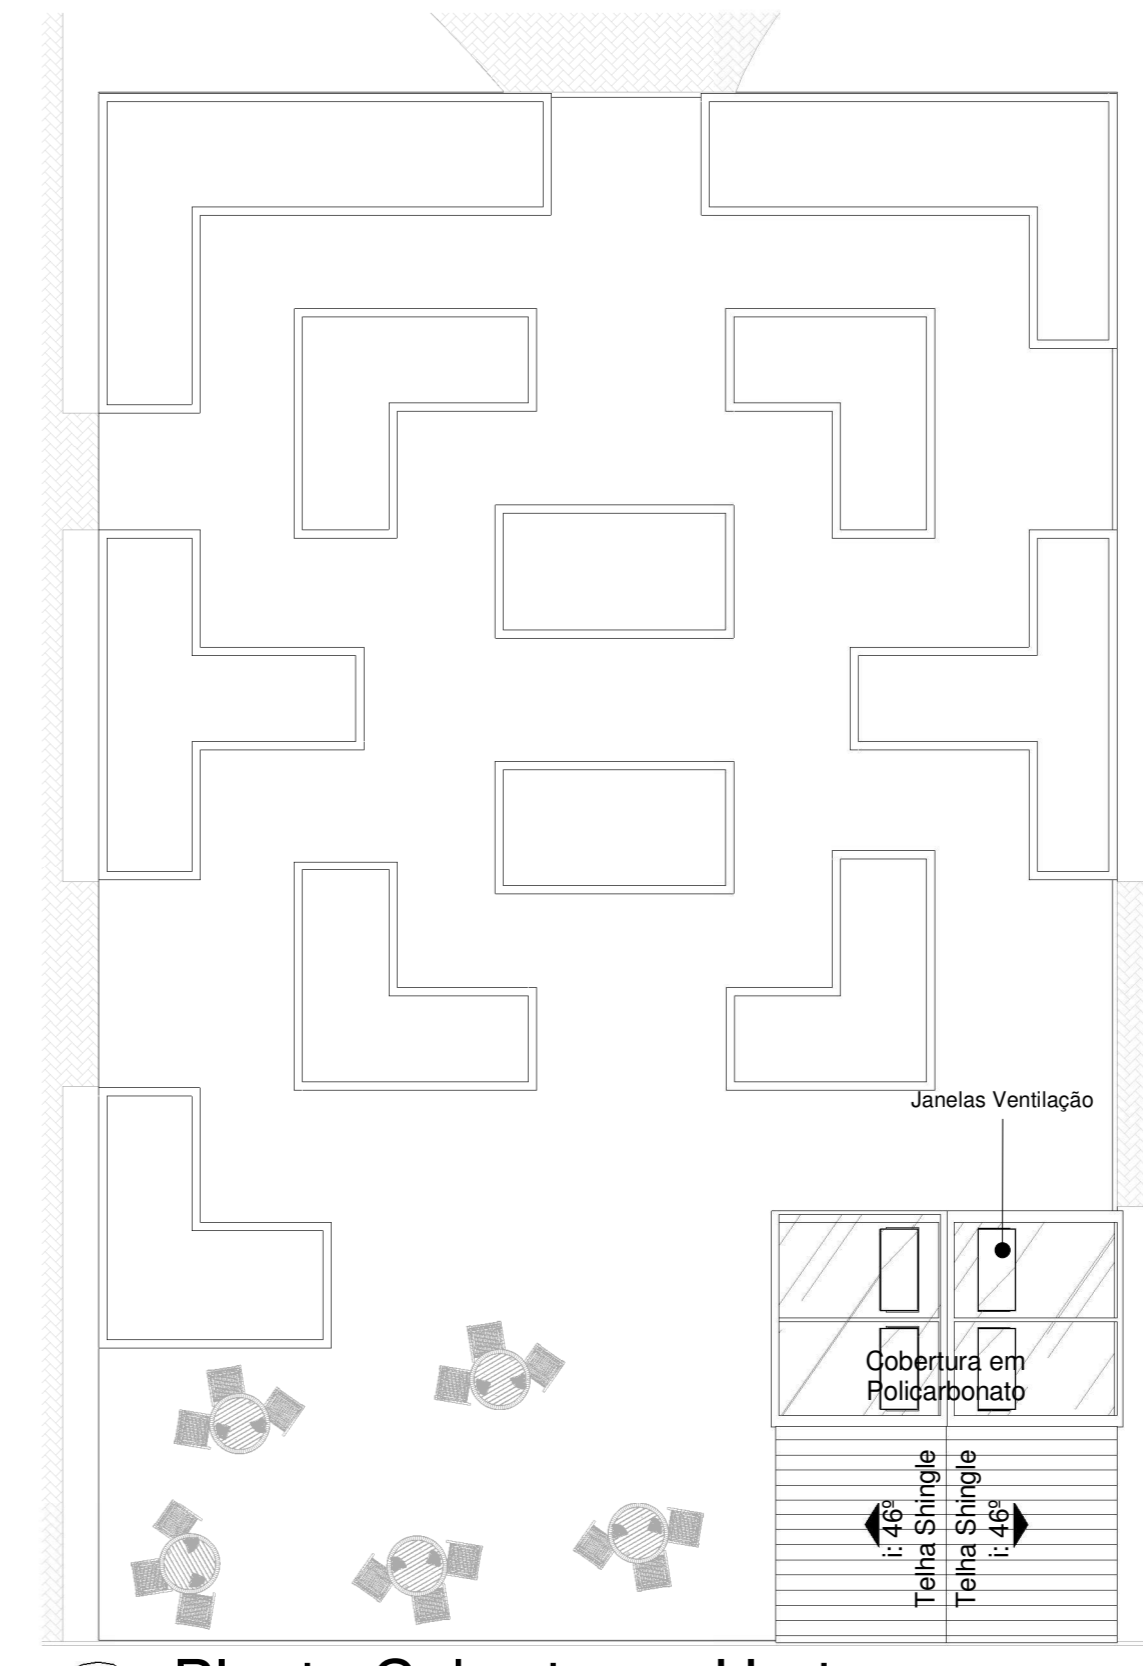 Janelas Ventilação
Cobertura em
Policarbonato
i: 46º
Telha Shingle
Telha Shingle
i: 46º